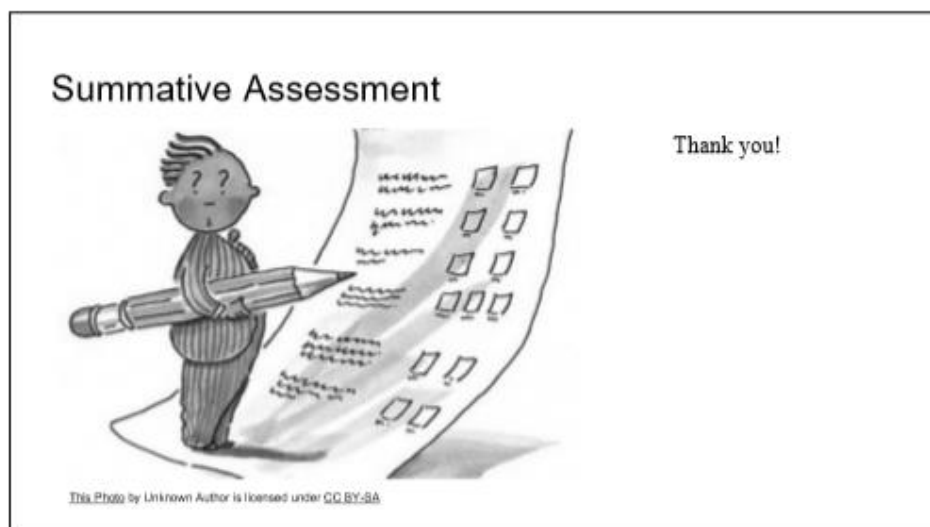 Summative Assessment
Thank you!
This Photo by Unknown Author is licensed under CC BY-SA